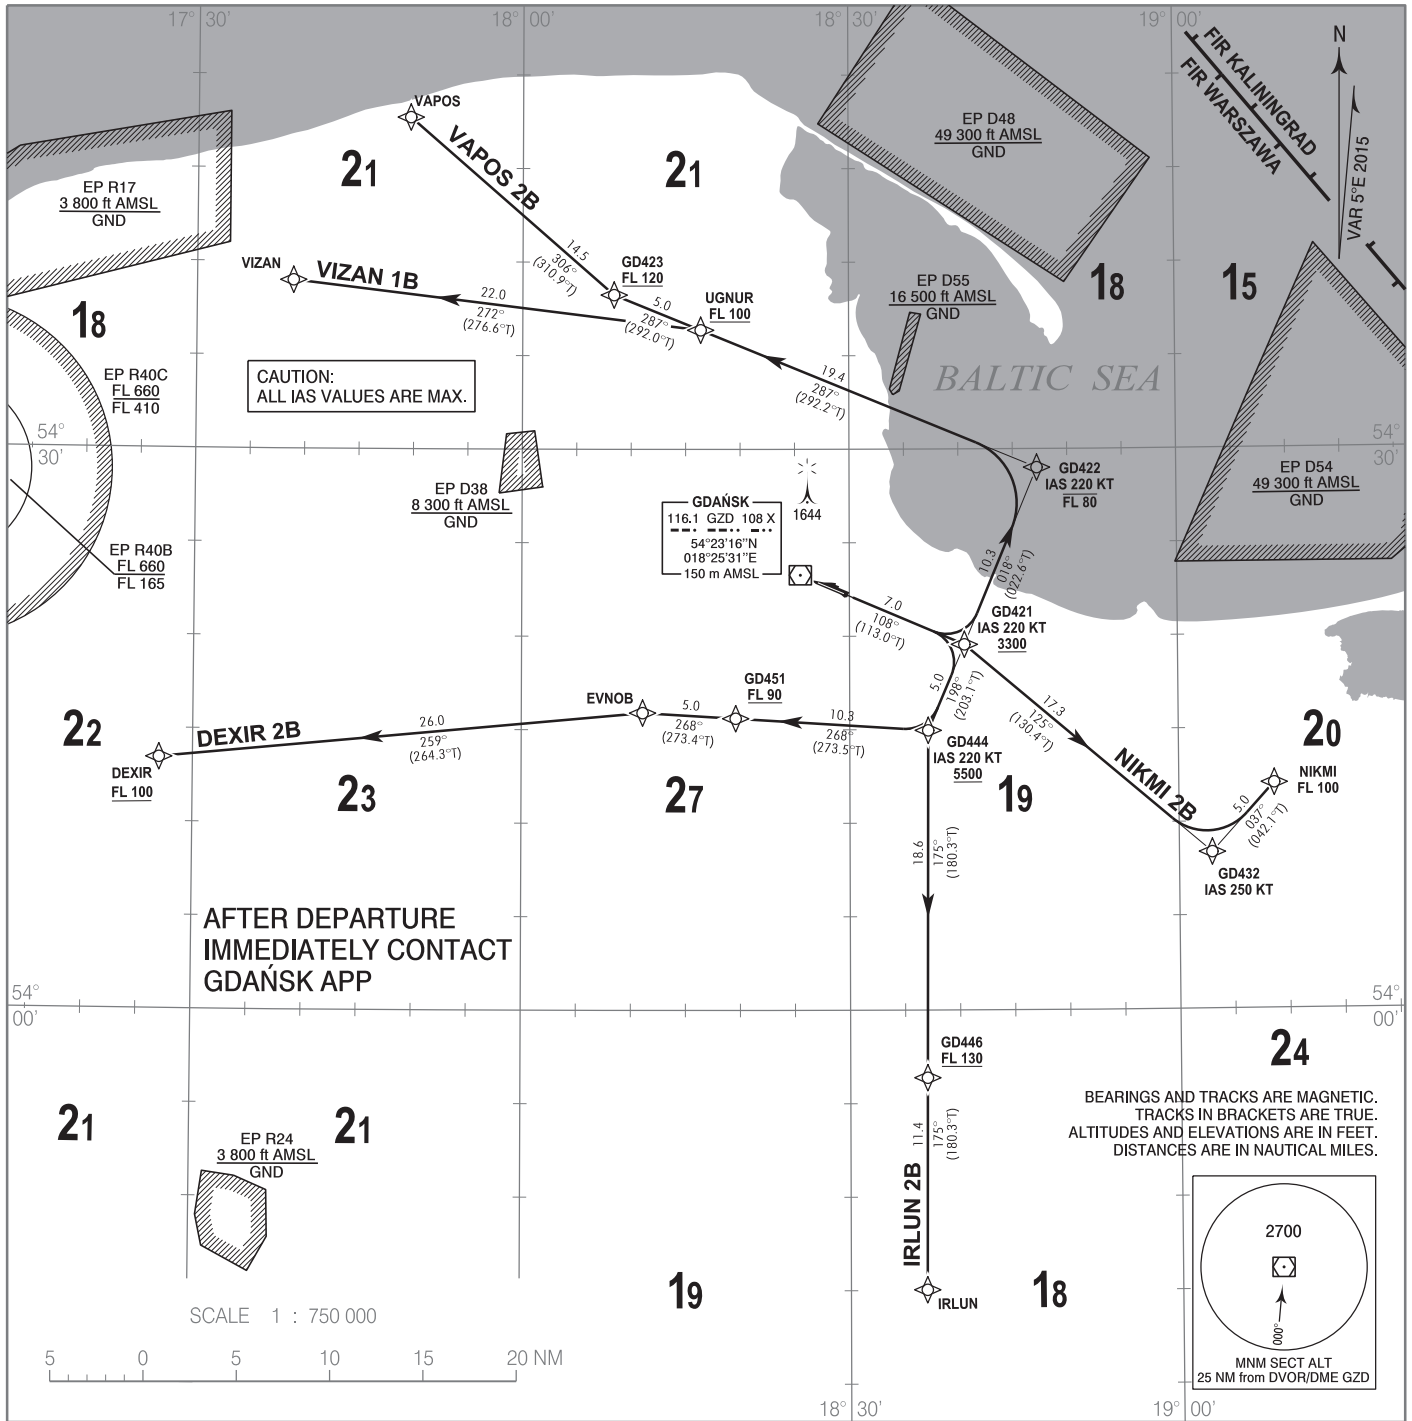 17° 30'
18° 00'
18° 30'
19° 00'
N
FIR KALININGRAD
FIR WARSZAWA
VAR 5°E 2015
VAPOS
VAPOS 2B
21
21
EP D48
49 300 ft AMSL
GND
EP R17
3 800 ft AMSL
GND
14.5
306°
(310.9°T)
VIZAN
VIZAN 1B
22.0
272°
(276.6°T)
GD423
FL 120
5.0
287°
(292.0°T)
UGNUR
FL 100
EP D55
16 500 ft AMSL
GND
18
15
18
EP R40C
FL 660
FL 410
CAUTION:
ALL IAS VALUES ARE MAX.
19.4
287°
(292.2°T)
BALTIC SEA
54°
30'
54°
30'
EP D38
8 300 ft AMSL
GND
GD422
IAS 220 KT
FL 80
EP D54
49 300 ft AMSL
GND
1644
GDAŃSK
116.1 GZD 108 X
54°23'16"N
018°25'31"E
150 m AMSL
EP R40B
FL 660
FL 165
10.3
018°
(022.6°T)
7.0
108°
(113.0°T)
GD421
IAS 220 KT
3300
5.0
198°
(203.1°T)
17.3
125°
(130.4°T)
GD451
FL 90
EVNOB
5.0
268°
(273.4°T)
10.3
268°
(273.5°T)
22
DEXIR 2B
26.0
259°
(264.3°T)
DEXIR
FL 100
GD444
IAS 220 KT
5500
20
NIKMI 2B
NIKMI
FL 100
5.0
037°
(042.1°T)
23
27
19
18.6
175°
(180.3°T)
GD432
IAS 250 KT
AFTER DEPARTURE
IMMEDIATELY CONTACT
GDAŃSK APP
54°
00'
54°
00'
GD446
FL 130
24
BEARINGS AND TRACKS ARE MAGNETIC.
TRACKS IN BRACKETS ARE TRUE.
ALTITUDES AND ELEVATIONS ARE IN FEET.
DISTANCES ARE IN NAUTICAL MILES.
21
21
EP R24
3 800 ft AMSL
GND
11.4
175°
(180.3°T)
IRLUN 2B
IRLUN
19
18
2700
000°
MNM SECT ALT
25 NM from DVOR/DME GZD
SCALE 1 : 750 000
5 0 5 10 15 20 NM
18° 30'
19° 00'